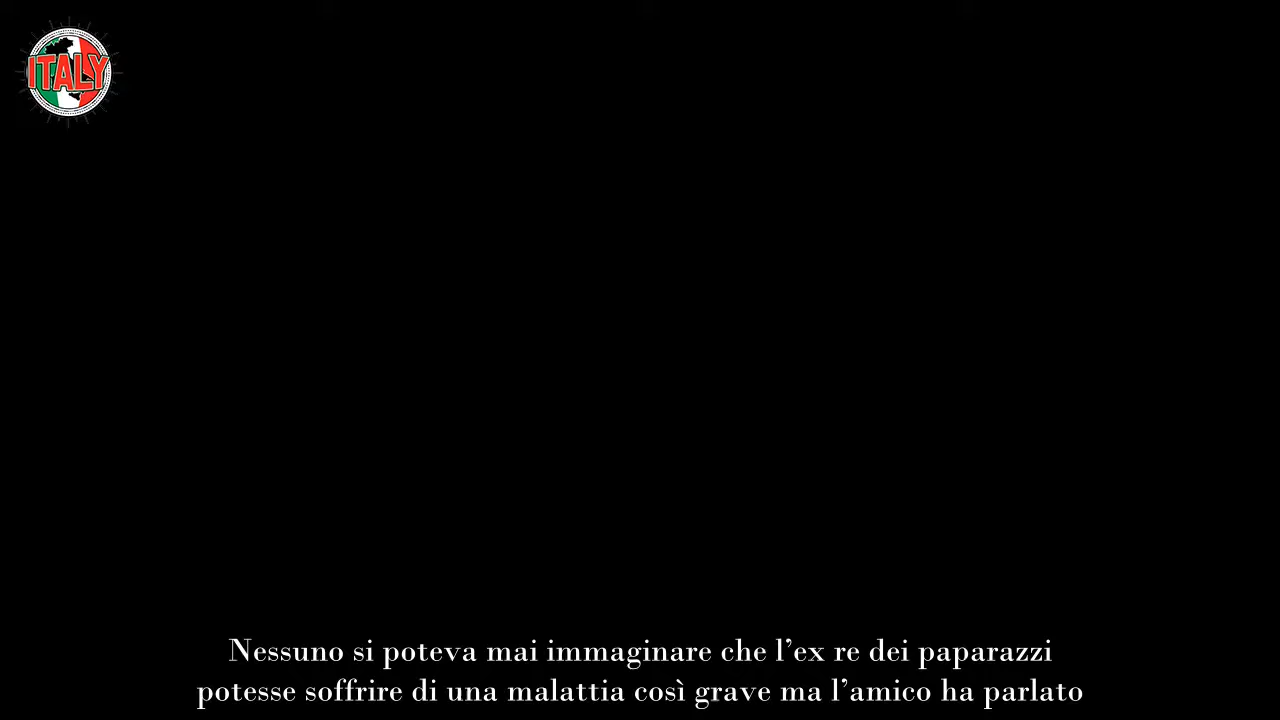 ITALY
Nessuno si poteva mai immaginare che l’ex re dei paparazzi
potesse soffrire di una malattia così grave ma l’amico ha parlato